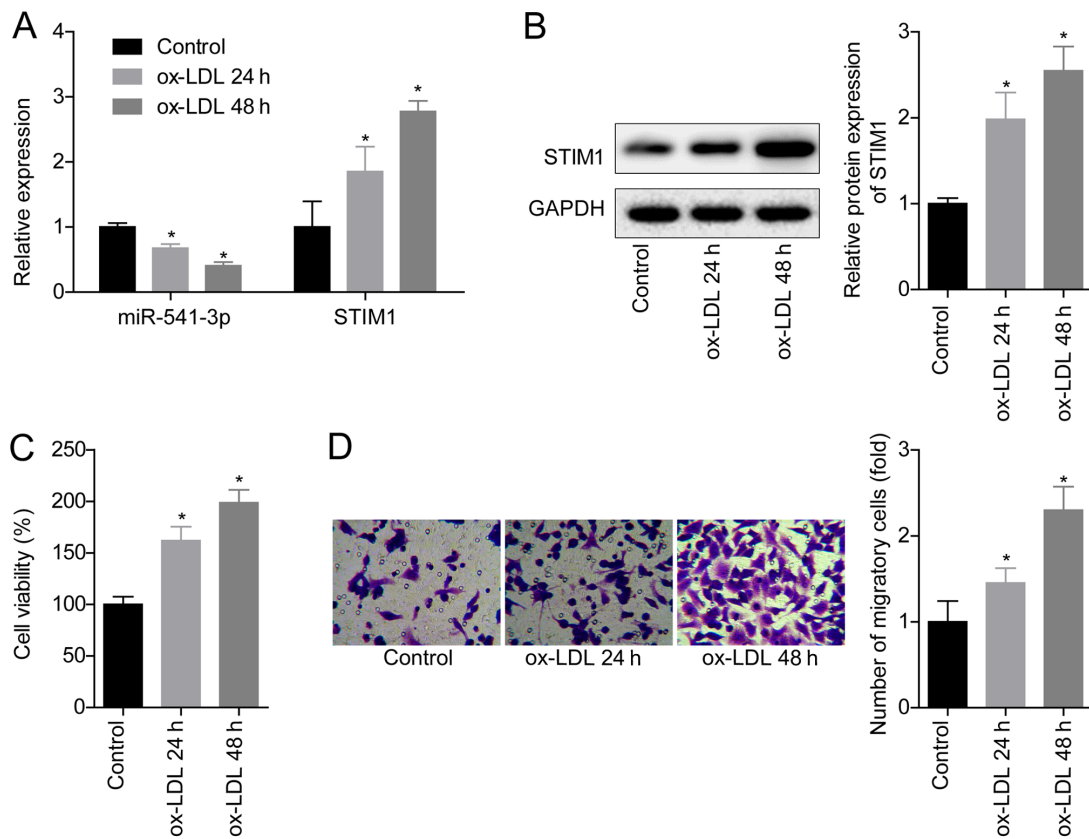 A
Relative expression
4
3
2
1
0
Control
ox-LDL 24 h
ox-LDL 48 h
*
*
*
*
miR-541-3p
STIM1
B
STIM1
GAPDH
Control
ox-LDL 24 h
ox-LDL 48 h
Relative protein expression
of STIM1
3
2
1
0
*
*
Control
ox-LDL 24 h
ox-LDL 48 h
C
Cell viability (%)
250
200
150
100
50
0
*
*
Control
ox-LDL 24 h
ox-LDL 48 h
D
Control
ox-LDL 24 h
ox-LDL 48 h
Number of migratory cells (fold)
3
2
1
0
*
*
Control
ox-LDL 24 h
ox-LDL 48 h